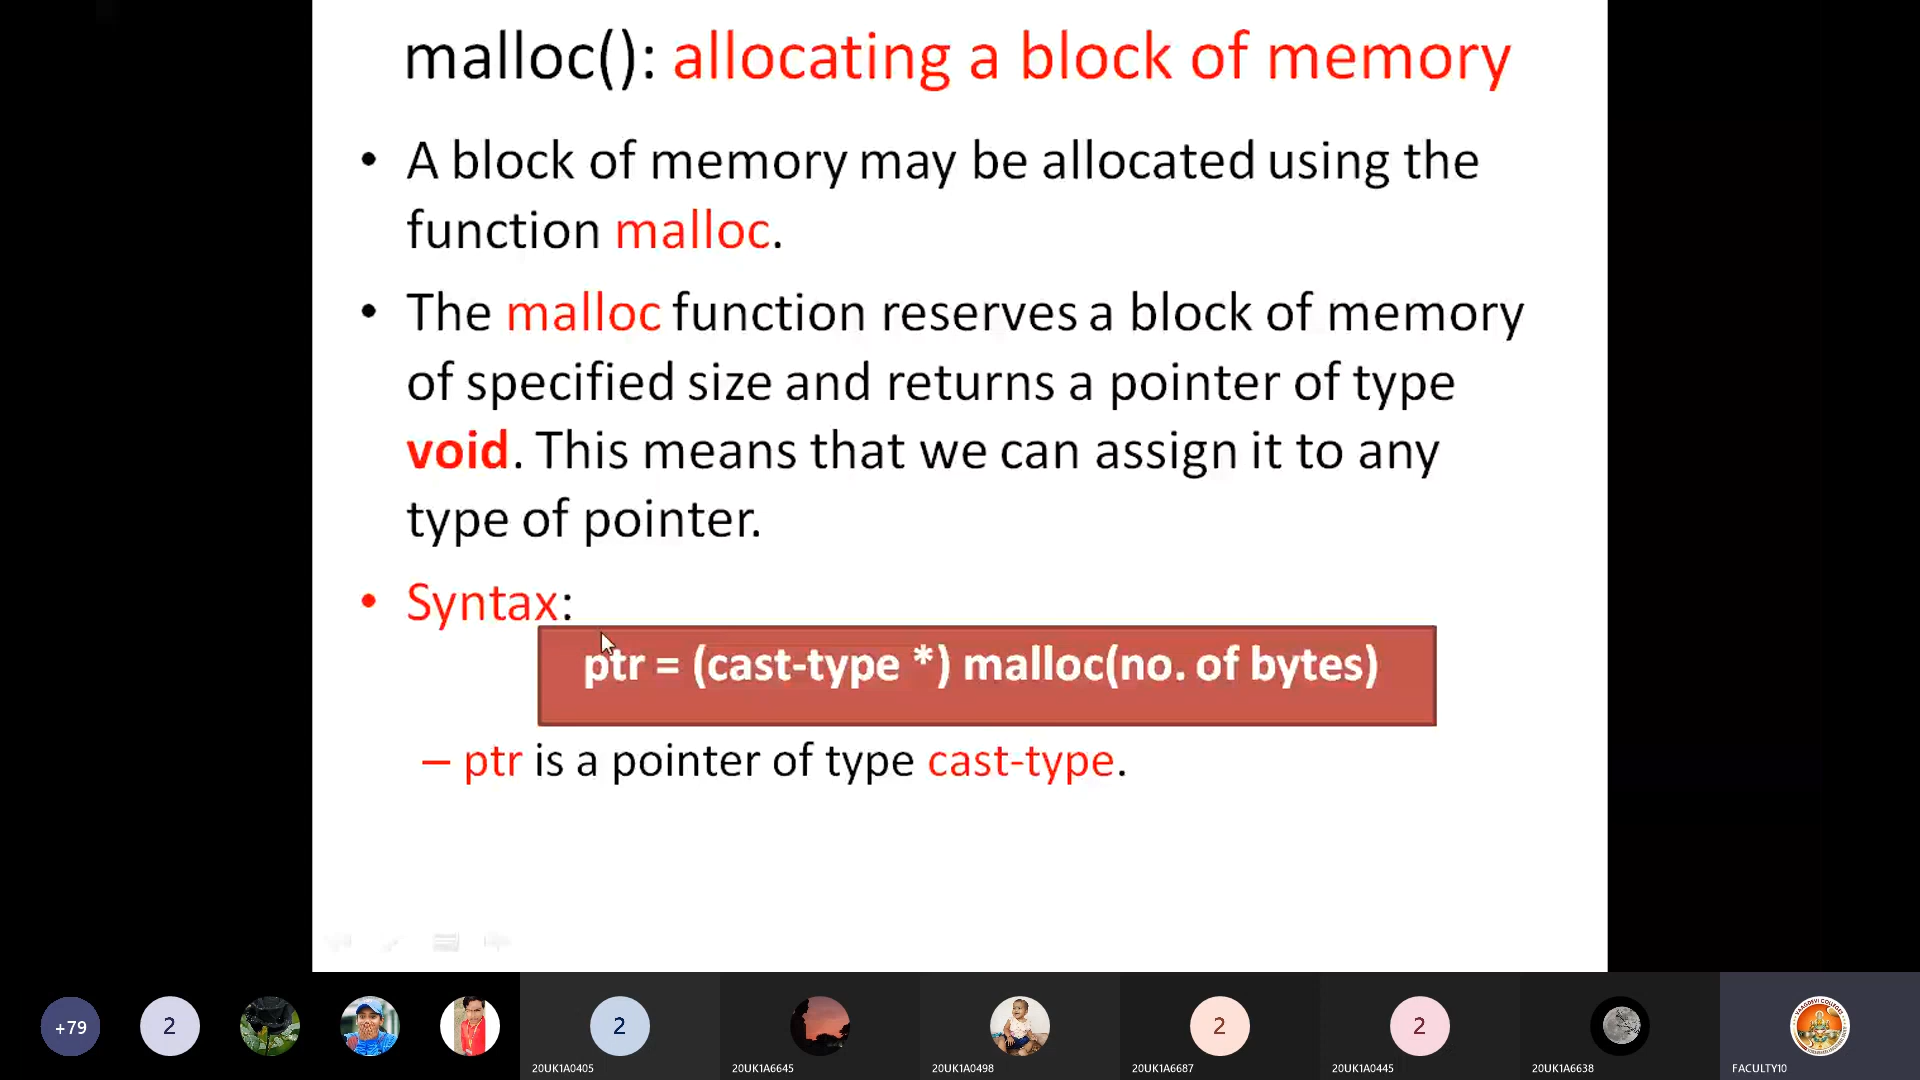 malloc(): allocating a block of memory
• A block of memory may be allocated using the
function malloc.
• The malloc function reserves a block of memory
of specified size and returns a pointer of type
void. This means that we can assign it to any
type of pointer.
• Syntax:
ptr = (cast-type *) malloc(no. of bytes)
– ptr is a pointer of type cast-type.
+79
2
2
2
2
20UK1A0405
20UK1A6645
20UK1A0498
20UK1A6687
20UK1A0445
20UK1A6638
FACULTY10